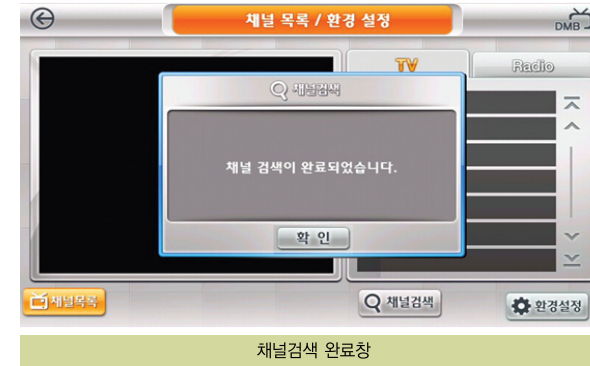 채널 목록 / 환경 설정
DMB
TV
Radio
채널검색
채널 검색이 완료되었습니다.
확 인
채널목록
채널검색
환경설정
채널검색 완료창